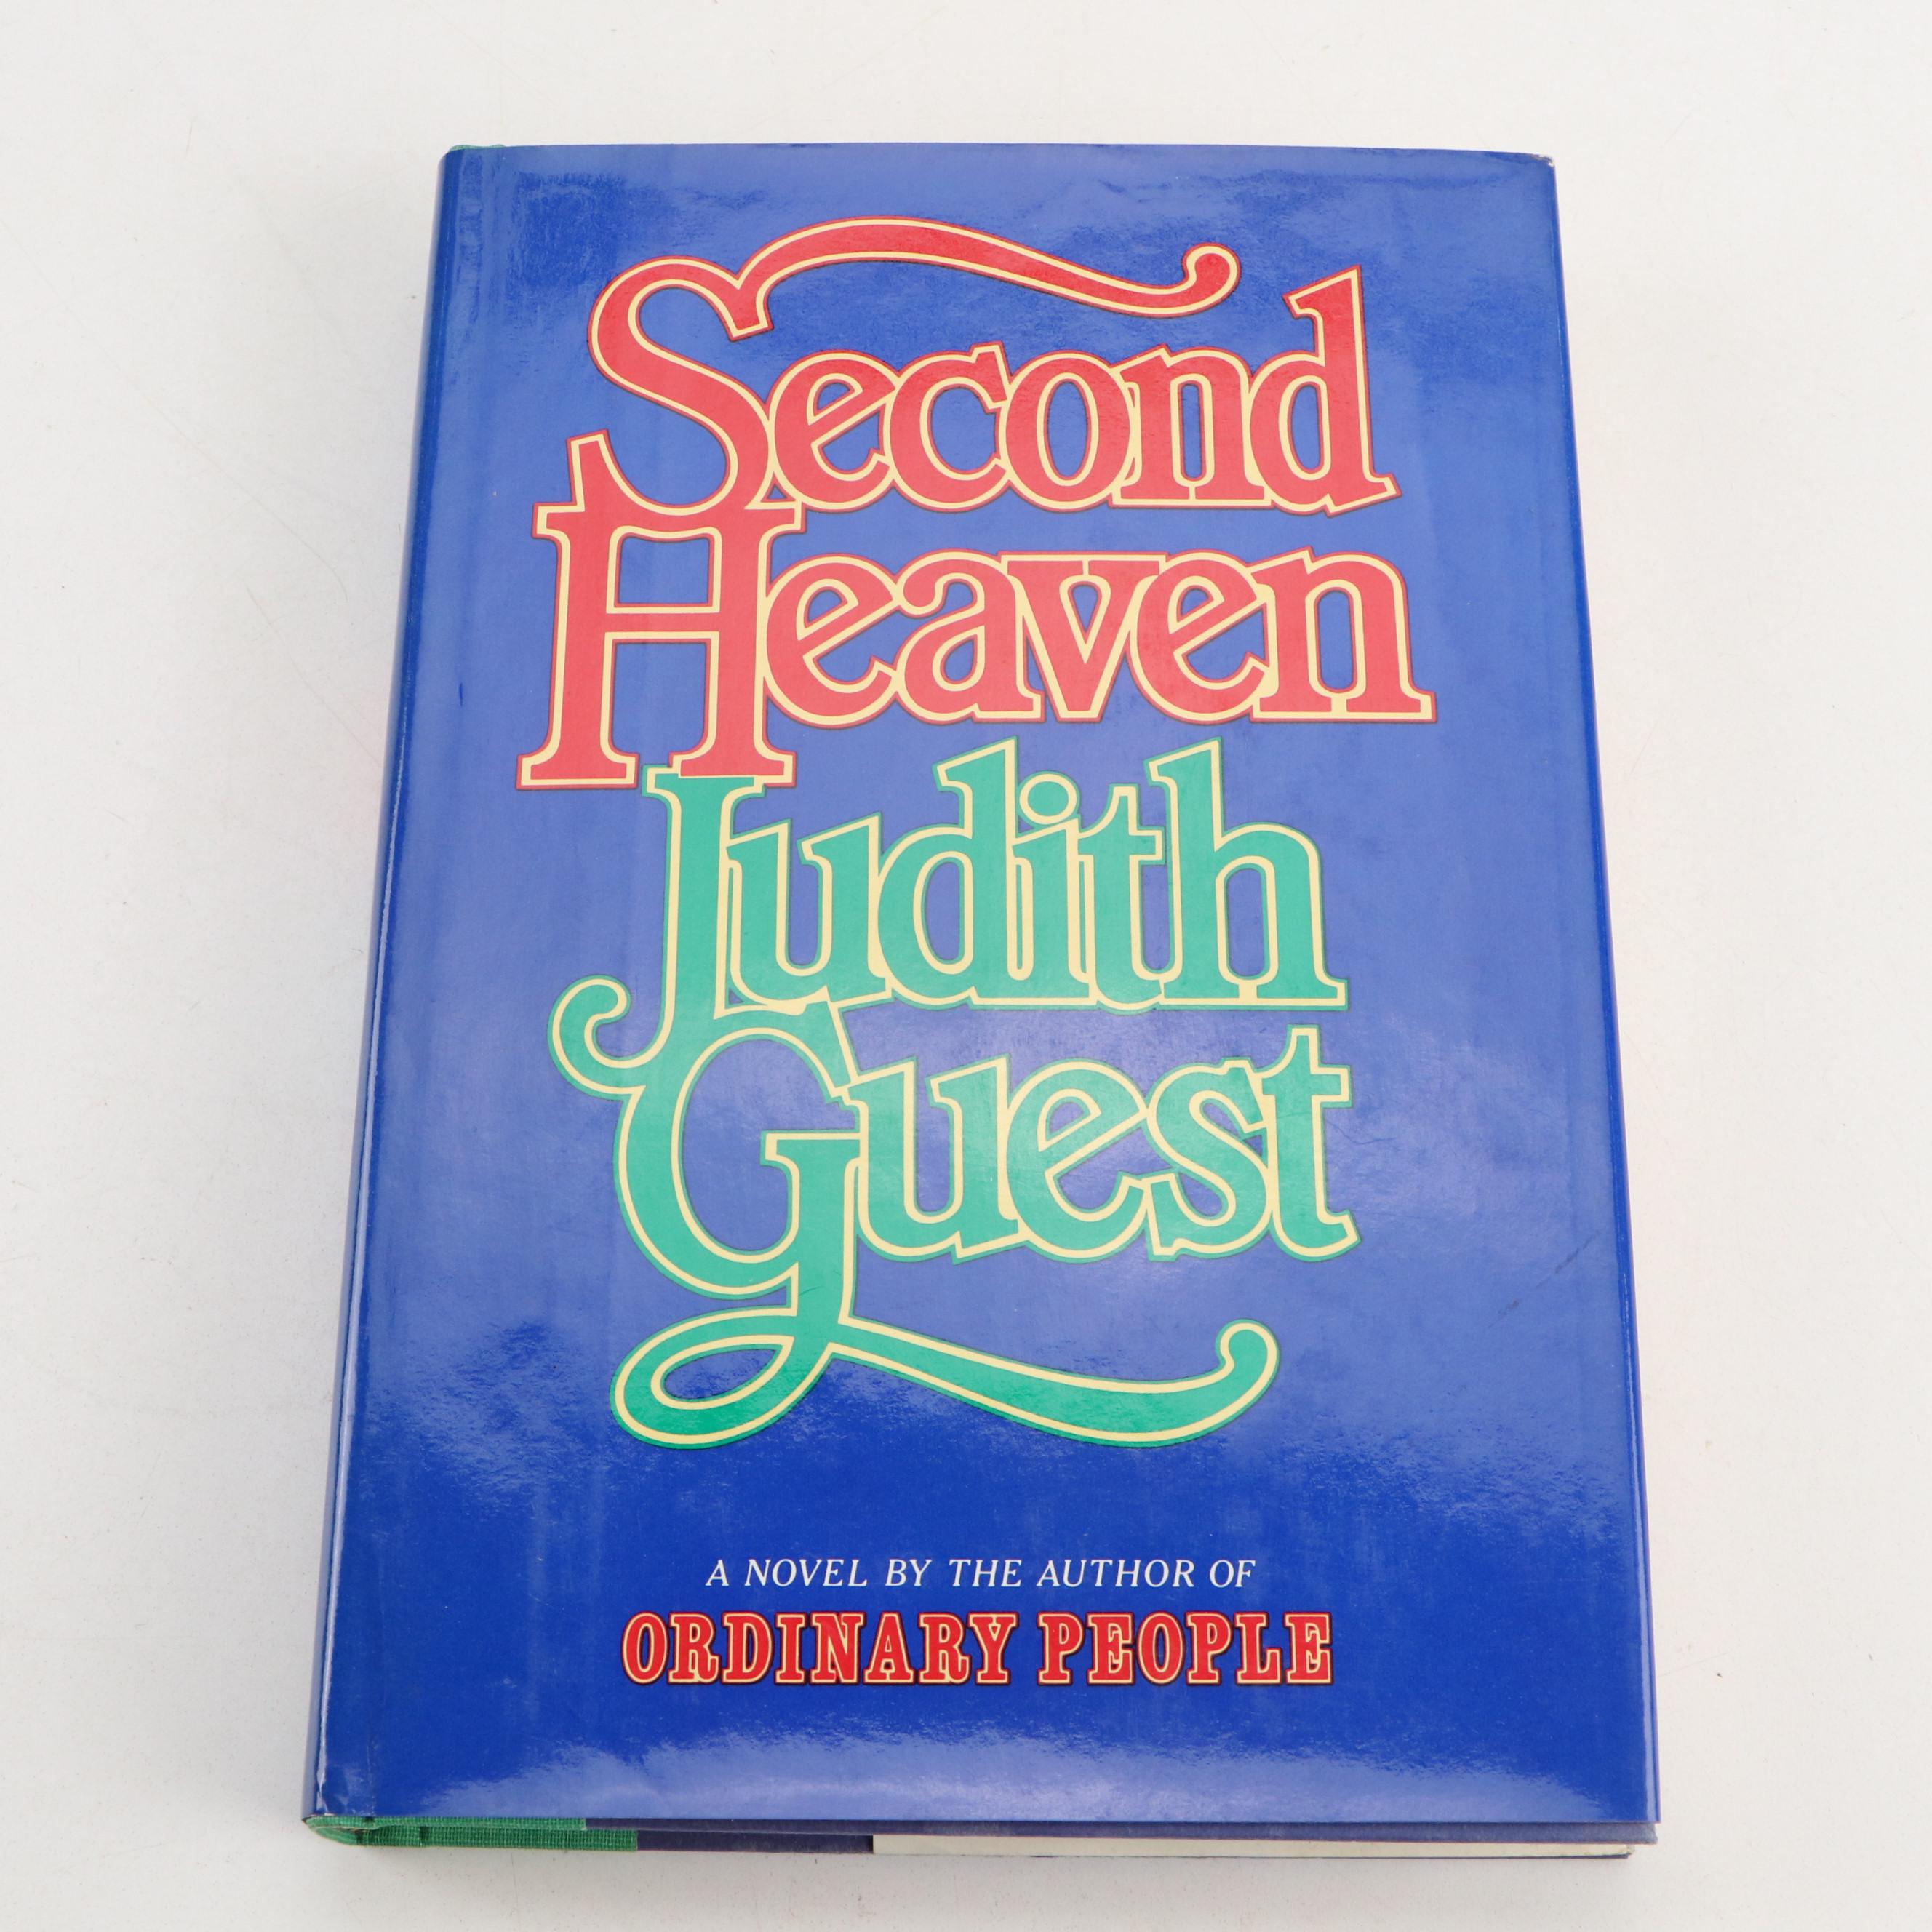 Second
Heaven
Judith
Guest
A NOVEL BY THE AUTHOR OF
ORDINARY PEOPLE